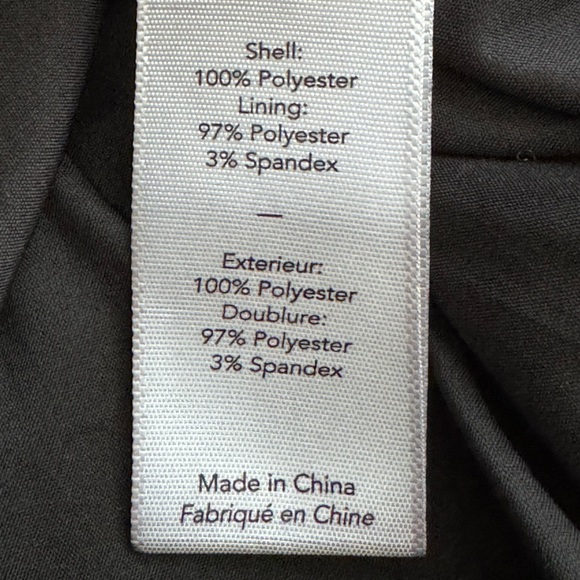 Shell:
100% Polyester
Lining:
97% Polyester
3% Spandex
—
Exterieur:
100% Polyester
Doublure:
97% Polyester
3% Spandex
Made in China
Fabriqué en Chine